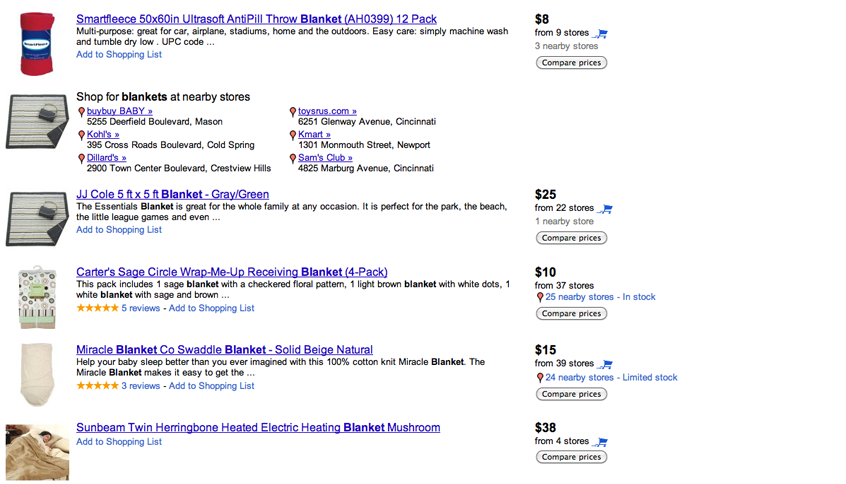 Smartfleece 50x60in Ultrasoft AntiPill Throw Blanket (AH0399) 12 Pack
$8
Multi-purpose: great for car, airplane, stadiums, home and the outdoors. Easy care: simply machine wash
from 9 stores
and tumble dry low . UPC code ...
3 nearby stores
Add to Shopping List
Compare prices
Smartfleece
Shop for blankets at nearby stores
buybuy BABY »
5255 Deerfield Boulevard, Mason
toysrus.com »
6251 Glenway Avenue, Cincinnati
Kohl's »
395 Cross Roads Boulevard, Cold Spring
Kmart »
1301 Monmouth Street, Newport
Dillard's »
2900 Town Center Boulevard, Crestview Hills
Sam's Club »
4825 Marburg Avenue, Cincinnati
JJ Cole 5 ft x 5 ft Blanket - Gray/Green
$25
The Essentials Blanket is great for the whole family at any occasion. It is perfect for the park, the beach,
from 22 stores
the little league games and even ...
1 nearby store
Add to Shopping List
Compare prices
Carter's Sage Circle Wrap-Me-Up Receiving Blanket (4-Pack)
$10
This pack includes 1 sage blanket with a checkered floral pattern, 1 light brown blanket with white dots, 1
from 37 stores
white blanket with sage and brown ...
25 nearby stores - In stock
5 reviews - Add to Shopping List
Compare prices
Miracle Blanket Co Swaddle Blanket - Solid Beige Natural
$15
Help your baby sleep better than you ever imagined with this 100% cotton knit Miracle Blanket. The
from 39 stores
Miracle Blanket makes it easy to get the ...
24 nearby stores - Limited stock
3 reviews - Add to Shopping List
Compare prices
Sunbeam Twin Herringbone Heated Electric Heating Blanket Mushroom
$38
Add to Shopping List
from 4 stores
Compare prices